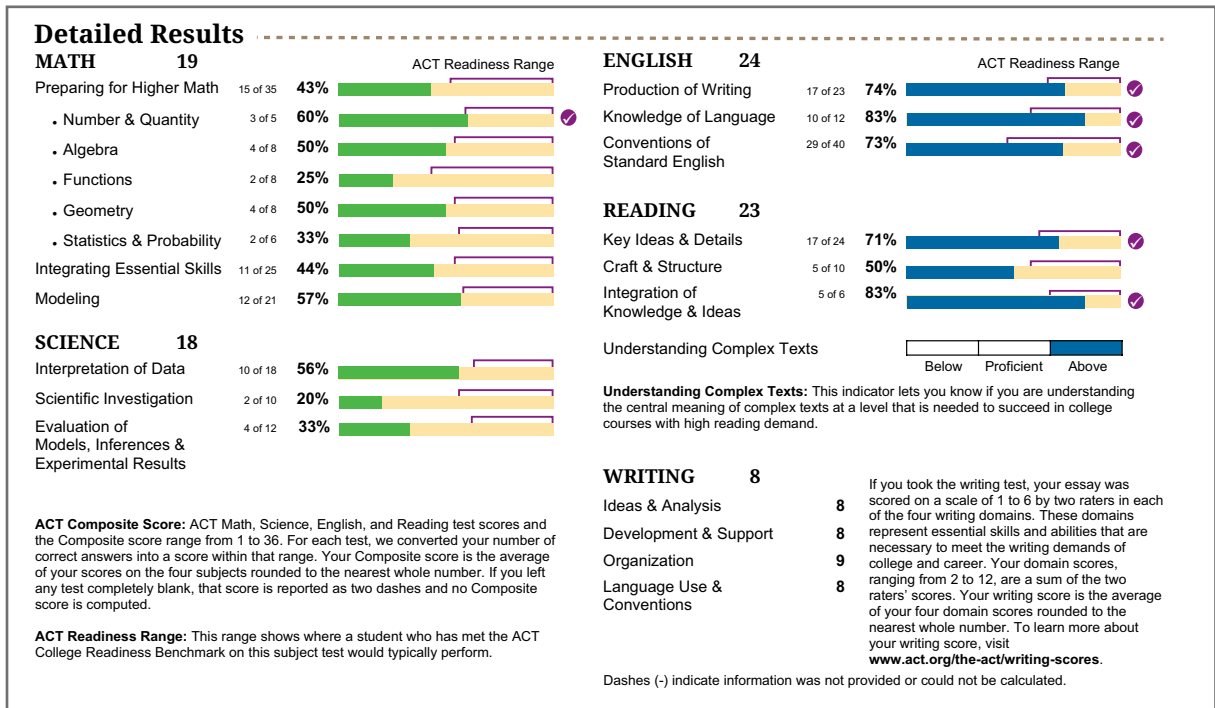 Detailed Results
MATH 19
ACT Readiness Range
Preparing for Higher Math 15 of 35 43%
• Number & Quantity 3 of 5 60%
• Algebra 4 of 8 50%
• Functions 2 of 8 25%
• Geometry 4 of 8 50%
• Statistics & Probability 2 of 6 33%
Integrating Essential Skills 11 of 25 44%
Modeling 12 of 21 57%
SCIENCE 18
Interpretation of Data 10 of 18 56%
Scientific Investigation 2 of 10 20%
Evaluation of 4 of 12 33%
Models, Inferences &
Experimental Results
ACT Composite Score: ACT Math, Science, English, and Reading test scores and
the Composite score range from 1 to 36. For each test, we converted your number of
correct answers into a score within that range. Your Composite score is the average
of your scores on the four subjects rounded to the nearest whole number. If you left
any test completely blank, that score is reported as two dashes and no Composite
score is computed.
ACT Readiness Range: This range shows where a student who has met the ACT
College Readiness Benchmark on this subject test would typically perform.
ENGLISH 24
ACT Readiness Range
Production of Writing 17 of 23 74%
Knowledge of Language 10 of 12 83%
Conventions of 29 of 40 73%
Standard English
READING 23
Key Ideas & Details 17 of 24 71%
Craft & Structure 5 of 10 50%
Integration of 5 of 6 83%
Knowledge & Ideas
Understanding Complex Texts
Below Proficient Above
Understanding Complex Texts: This indicator lets you know if you are understanding
the central meaning of complex texts at a level that is needed to succeed in college
courses with high reading demand.
WRITING 8
Ideas & Analysis 8
Development & Support 8
Organization 9
Language Use & 8
Conventions
If you took the writing test, your essay was
scored on a scale of 1 to 6 by two raters in each
of the four writing domains. These domains
represent essential skills and abilities that are
necessary to meet the writing demands of
college and career. Your domain scores,
ranging from 2 to 12, are a sum of the two
raters' scores. Your writing score is the average
of your four domain scores rounded to the
nearest whole number. To learn more about
your writing score, visit
www.act.org/the-act/writing-scores.
Dashes (-) indicate information was not provided or could not be calculated.